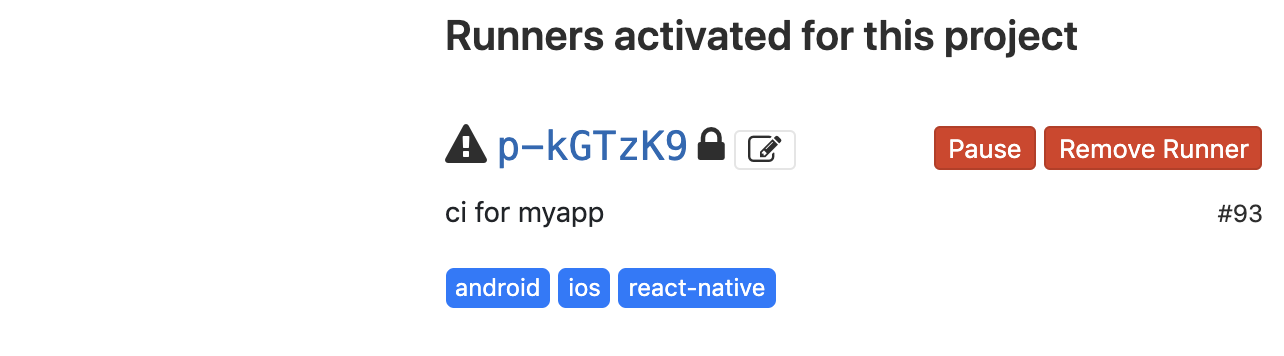 Runners activated for this project
p-kGTzK9 Pause Remove Runner
ci for myapp #93
android ios react-native